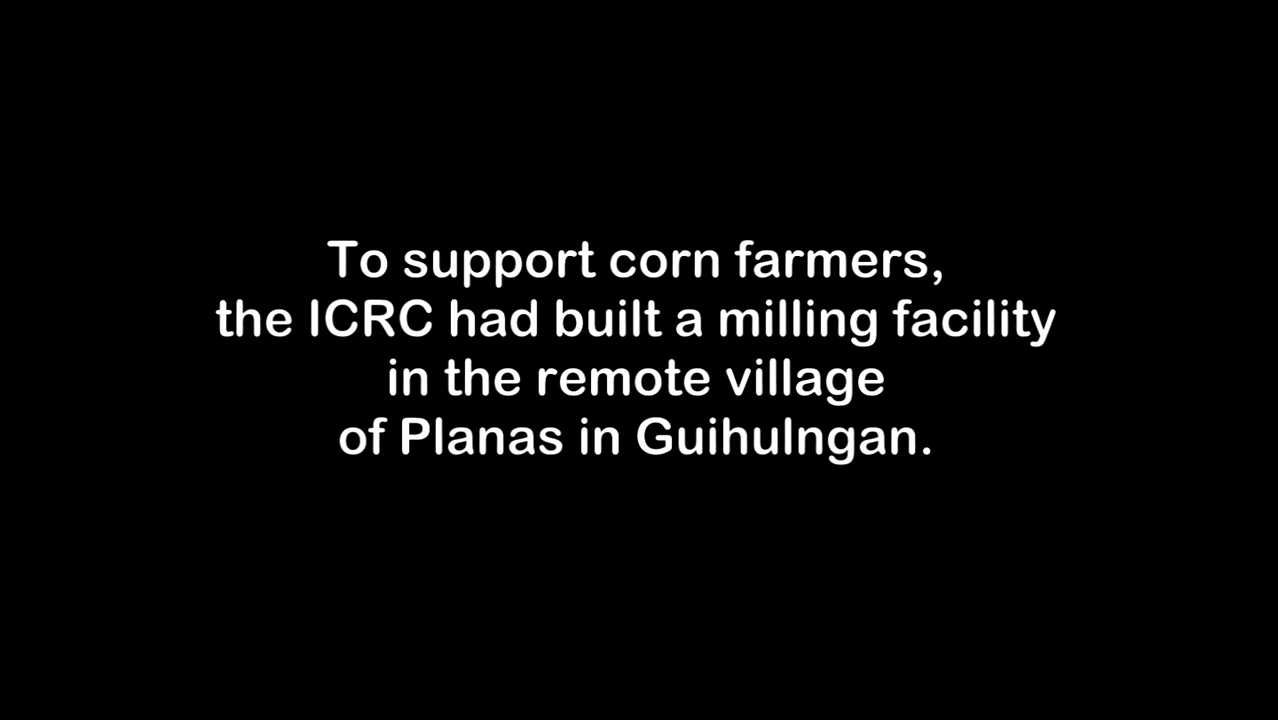 To support corn farmers,
the ICRC had built a milling facility
in the remote village
of Planas in Guihulngan.